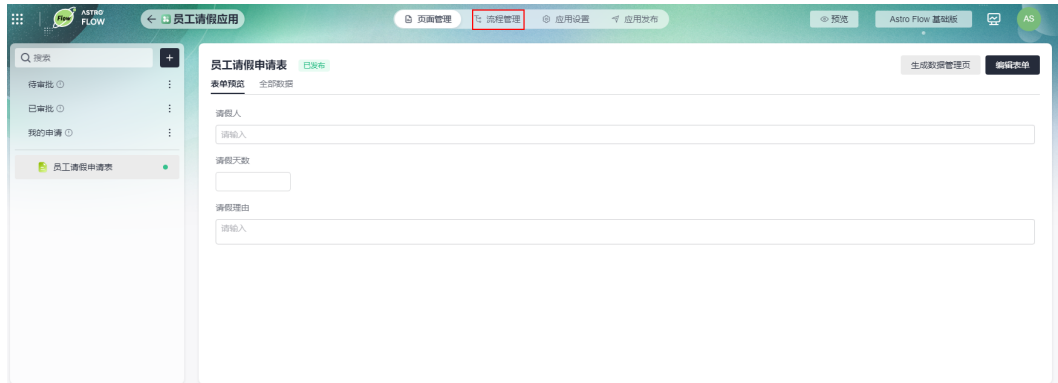 Flow
ASTRO
FLOW
员工请假应用
页面管理
流程管理
应用设置
应用发布
预览
Astro Flow 基础版
AS
搜索
待审批
已审批
我的申请
员工请假申请表
员工请假申请表 已发布
生成数据管理页
编辑表单
表单预览 全部数据
请假人
请输入
请假天数
请假理由
请输入